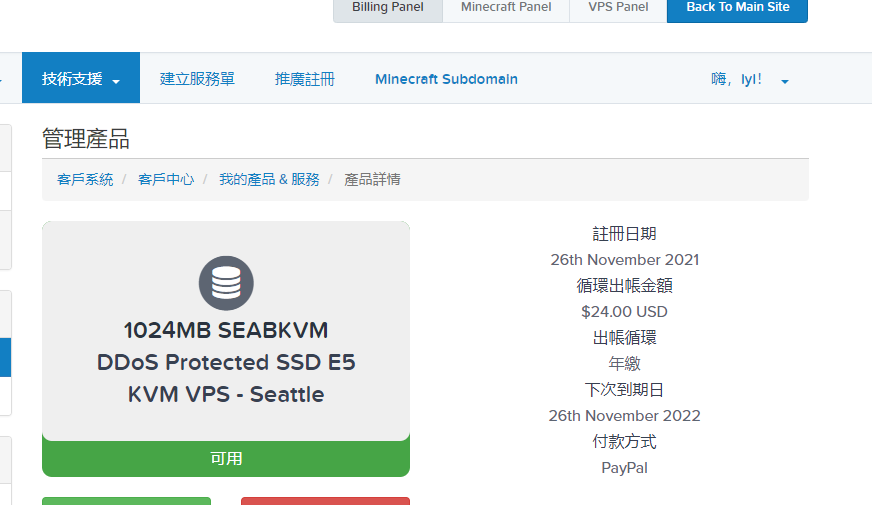 Billing Panel Minecraft Panel VPS Panel Back To Main Site
技術支援 建立服務單 推廣註冊 Minecraft Subdomain 嗨, lyl!
管理產品
客戶系統 / 客戶中心 / 我的產品 & 服務 / 產品詳情
1024MB SEABKVM
DDoS Protected SSD E5
KVM VPS - Seattle
可用
註冊日期
26th November 2021
循環出帳金額
$24.00 USD
出帳循環
年繳
下次到期日
26th November 2022
付款方式
PayPal